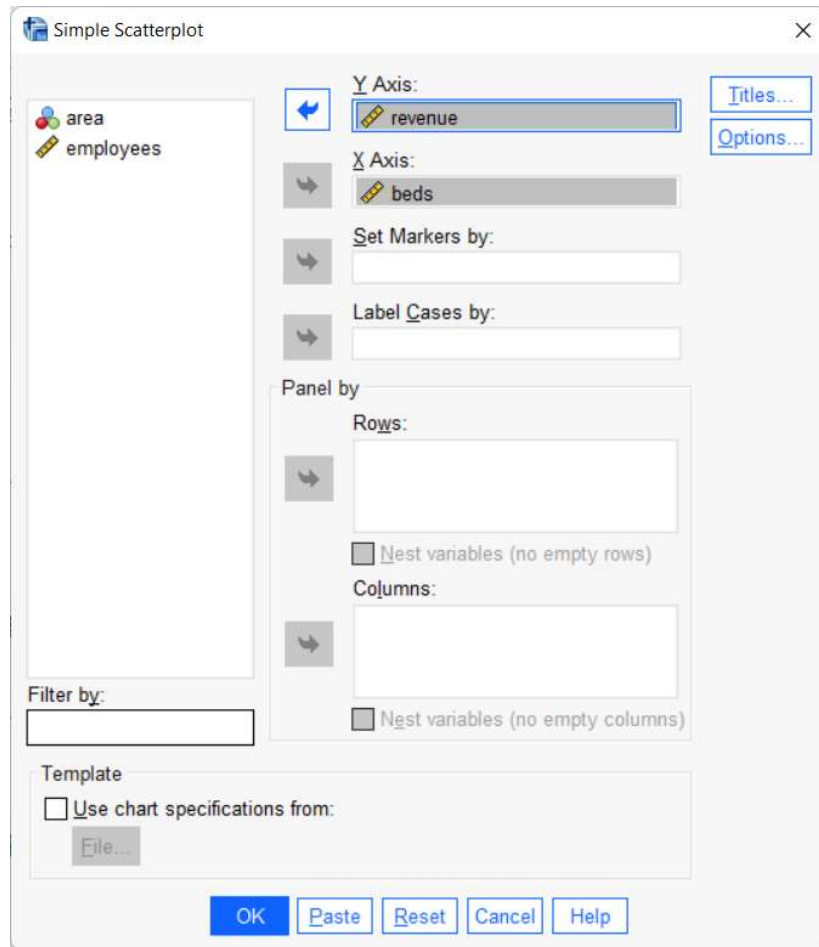 Simple Scatterplot
area
employees
Y Axis:
revenue
X Axis:
beds
Set Markers by:
Label Cases by:
Panel by
Rows:
Nest variables (no empty rows)
Columns:
Nest variables (no empty columns)
Titles...
Options...
Filter by:
Template
Use chart specifications from:
File...
OK Paste Reset Cancel Help